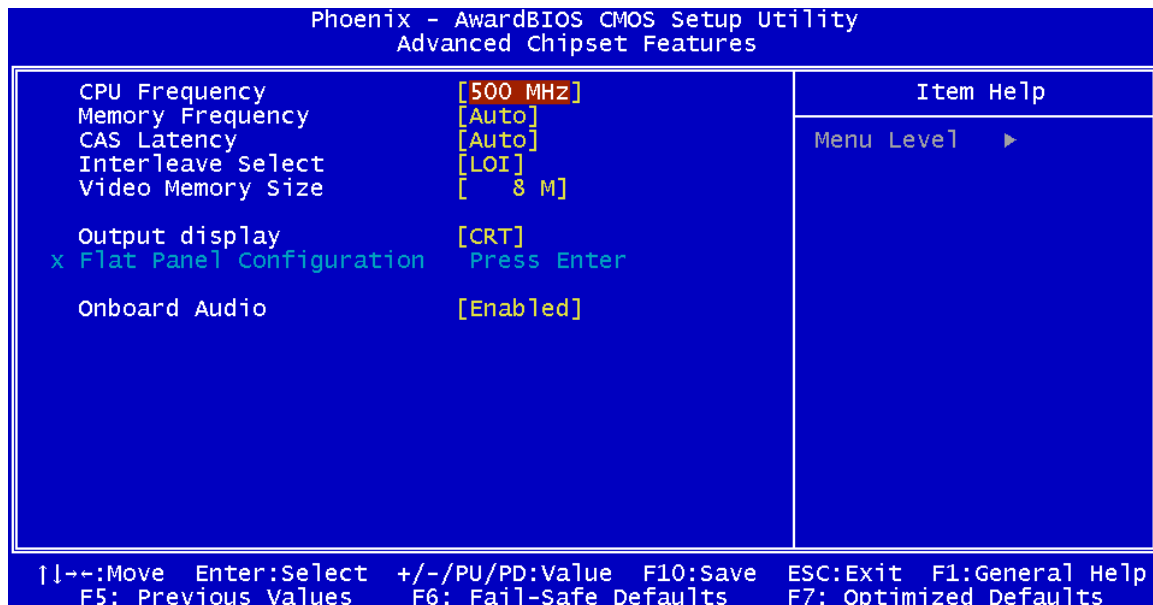 Phoenix - AwardBIOS CMOS Setup Utility
Advanced Chipset Features
CPU Frequency [500 MHz]
Memory Frequency [Auto]
CAS Latency [Auto]
Interleave Select [LOI]
Video Memory Size [ 8 M]
Output display [CRT]
x Flat Panel Configuration Press Enter
Onboard Audio [Enabled]
Item Help
Menu Level ▶
↑↓→←:Move Enter:Select +/-/PU/PD:Value F10:Save ESC:Exit F1:General Help
F5: Previous Values F6: Fail-Safe Defaults F7: Optimized Defaults